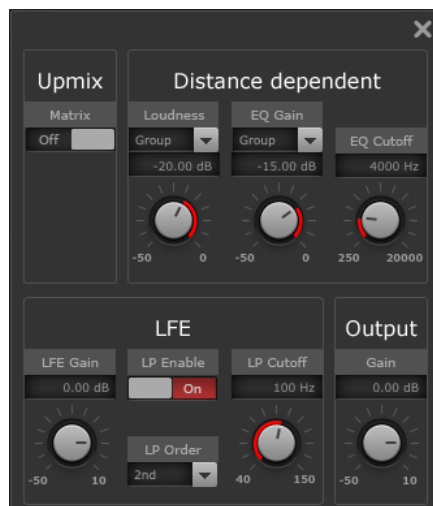 Upmix
Distance dependent
Matrix
Loudness
EQ Gain
EQ Cutoff
Off
Group
Group
-20.00 dB
-15.00 dB
4000 Hz
-50 0
-50 0
250 20000
LFE
Output
LFE Gain
LP Enable
LP Cutoff
Gain
0.00 dB
On
100 Hz
0.00 dB
LP Order
2nd
-50 10
40 150
-50 10